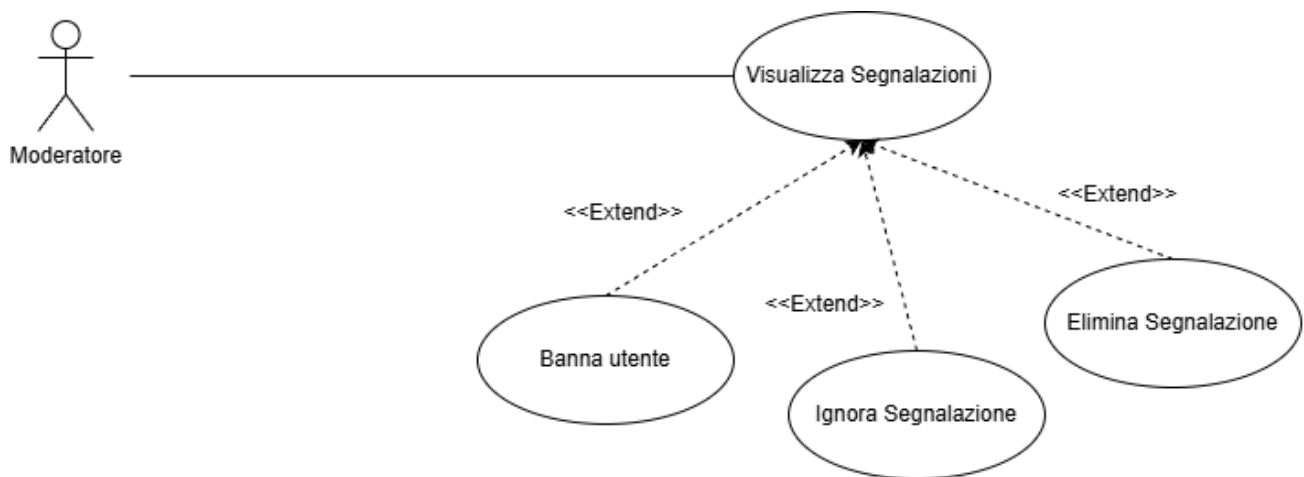 Visualizza Segnalazioni
Moderatore
<<Extend>>
<<Extend>>
<<Extend>>
Elimina Segnalazione
Banna utente
Ignora Segnalazione